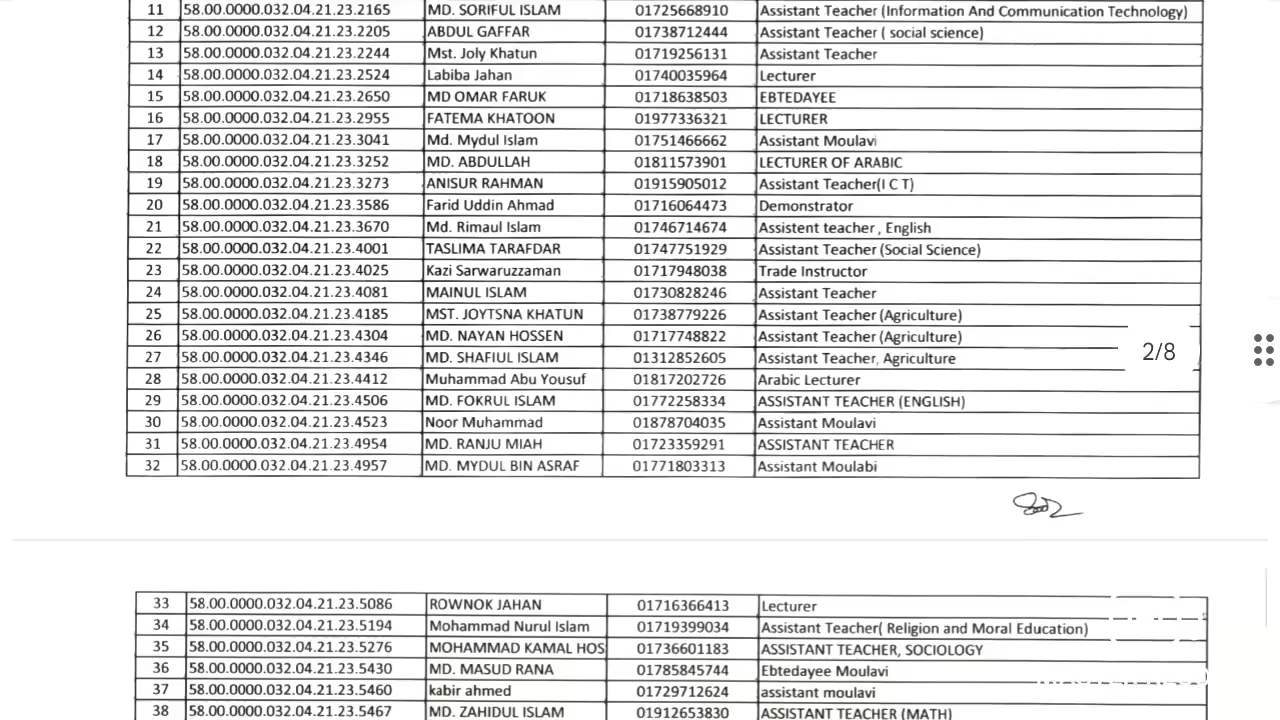 11 58.00.0000.032.04.21.23.2165 MD. SORIFUL ISLAM 01725668910 Assistant Teacher (Information And Communication Technology)
12 58.00.0000.032.04.21.23.2205 ABDUL GAFFAR 01738712444 Assistant Teacher ( social science)
13 58.00.0000.032.04.21.23.2244 Mst. Joly Khatun 01719256131 Assistant Teacher
14 58.00.0000.032.04.21.23.2524 Labiba Jahan 01740035964 Lecturer
15 58.00.0000.032.04.21.23.2650 MD OMAR FARUK 01718638503 EBTEDAYEE
16 58.00.0000.032.04.21.23.2955 FATEMA KHATOON 01977336321 LECTURER
17 58.00.0000.032.04.21.23.3041 Md. Mydul Islam 01751466662 Assistant Moulavi
18 58.00.0000.032.04.21.23.3252 MD. ABDULLAH 01811573901 LECTURER OF ARABIC
19 58.00.0000.032.04.21.23.3273 ANISUR RAHMAN 01915905012 Assistant Teacher(I C T)
20 58.00.0000.032.04.21.23.3586 Farid Uddin Ahmad 01716064473 Demonstrator
21 58.00.0000.032.04.21.23.3670 Md. Rimaul Islam 01746714674 Assistent teacher , English
22 58.00.0000.032.04.21.23.4001 TASLIMA TARAFDAR 01747751929 Assistant Teacher (Social Science)
23 58.00.0000.032.04.21.23.4025 Kazi Sarwaruzzaman 01717948038 Trade Instructor
24 58.00.0000.032.04.21.23.4081 MAINUL ISLAM 01730828246 Assistant Teacher
25 58.00.0000.032.04.21.23.4185 MST. JOYTSNA KHATUN 01738779226 Assistant Teacher (Agriculture)
26 58.00.0000.032.04.21.23.4304 MD. NAYAN HOSSEN 01717748822 Assistant Teacher (Agriculture)
27 58.00.0000.032.04.21.23.4346 MD. SHAFIUL ISLAM 01312852605 Assistant Teacher, Agriculture
2/8
28 58.00.0000.032.04.21.23.4412 Muhammad Abu Yousuf 01817202726 Arabic Lecturer
29 58.00.0000.032.04.21.23.4506 MD. FOKRUL ISLAM 01772258334 ASSISTANT TEACHER (ENGLISH)
30 58.00.0000.032.04.21.23.4523 Noor Muhammad 01878704035 Assistant Moulavi
31 58.00.0000.032.04.21.23.4954 MD. RANJU MIAH 01723359291 ASSISTANT TEACHER
32 58.00.0000.032.04.21.23.4957 MD. MYDUL BIN ASRAF 01771803313 Assistant Moulabi
33 58.00.0000.032.04.21.23.5086 ROWNOK JAHAN 01716366413 Lecturer
34 58.00.0000.032.04.21.23.5194 Mohammad Nurul Islam 01719399034 Assistant Teacher( Religion and Moral Education)
35 58.00.0000.032.04.21.23.5276 MOHAMMAD KAMAL HOS 01736601183 ASSISTANT TEACHER, SOCIOLOGY
36 58.00.0000.032.04.21.23.5430 MD. MASUD RANA 01785845744 Ebtedayee Moulavi
37 58.00.0000.032.04.21.23.5460 kabir ahmed 01729712624 assistant moulavi
38 58.00.0000.032.04.21.23.5467 MD. ZAHIDUL ISLAM 01912653830 ASSISTANT TEACHER (MATH)